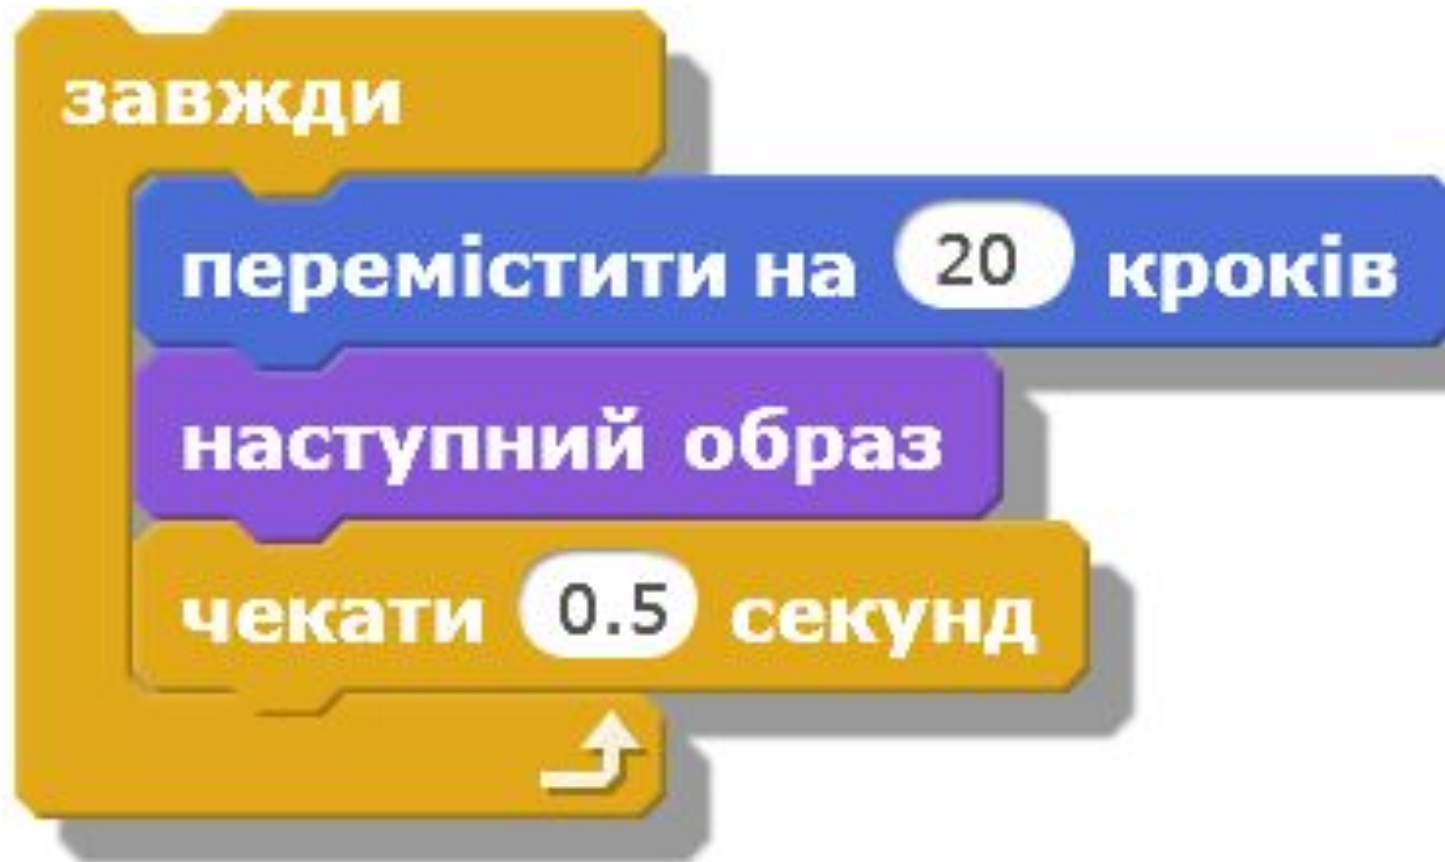 завжди
перемістити на 20 кроків
наступний образ
чекати 0.5 секунд